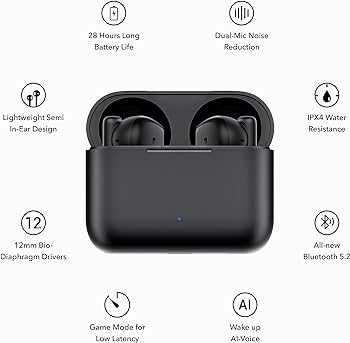 28 Hours Long
Battery Life
Dual-Mic Noise
Reduction
Lightweight Semi
In-Ear Design
IPX4 Water
Resistance
12
12mm Bio-
Diaphragm Drivers
All-new
Bluetooth 5.2
Game Mode for
Low Latency
AI
Wake up
AI-Voice